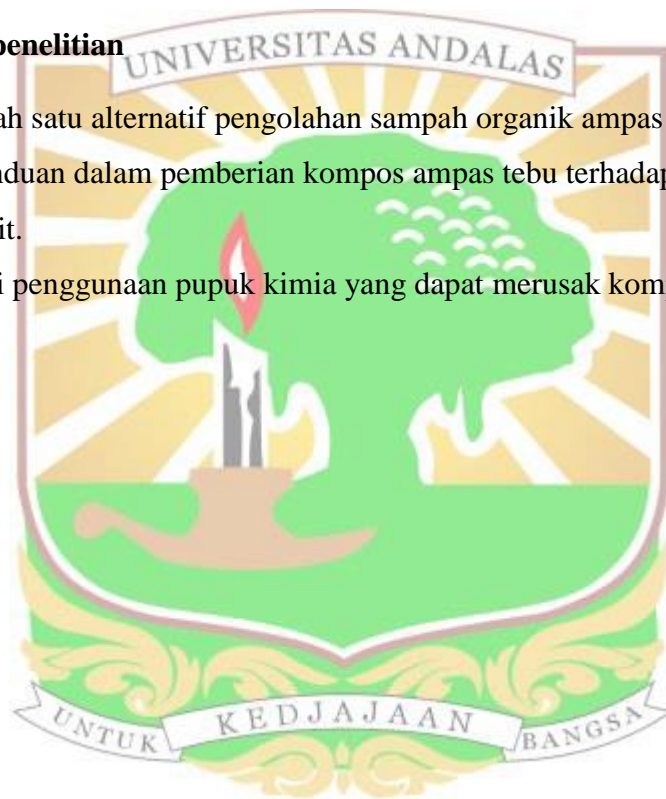 penelitian
UNIVERSITAS ANDALAS
ah satu alternatif pengolahan sampah organik ampas
nduan dalam pemberian kompos ampas tebu terhadap
it.
i penggunaan pupuk kimia yang dapat merusak kom
UNTUK KEDJAJAAN BANGSA